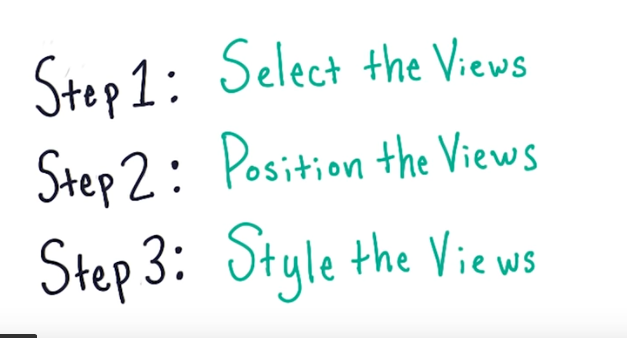 Step 1: Select the Views
Step 2: Position the Views
Step 3: Style the Views